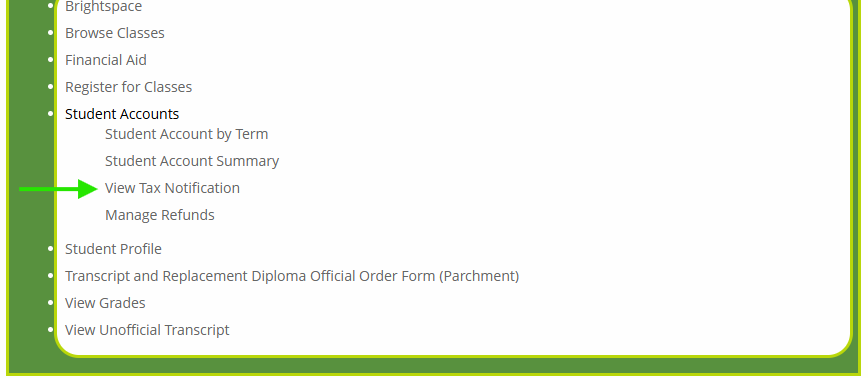 Brightspace
Browse Classes
Financial Aid
Register for Classes
Student Accounts
Student Account by Term
Student Account Summary
View Tax Notification
Manage Refunds
Student Profile
Transcript and Replacement Diploma Official Order Form (Parchment)
View Grades
View Unofficial Transcript